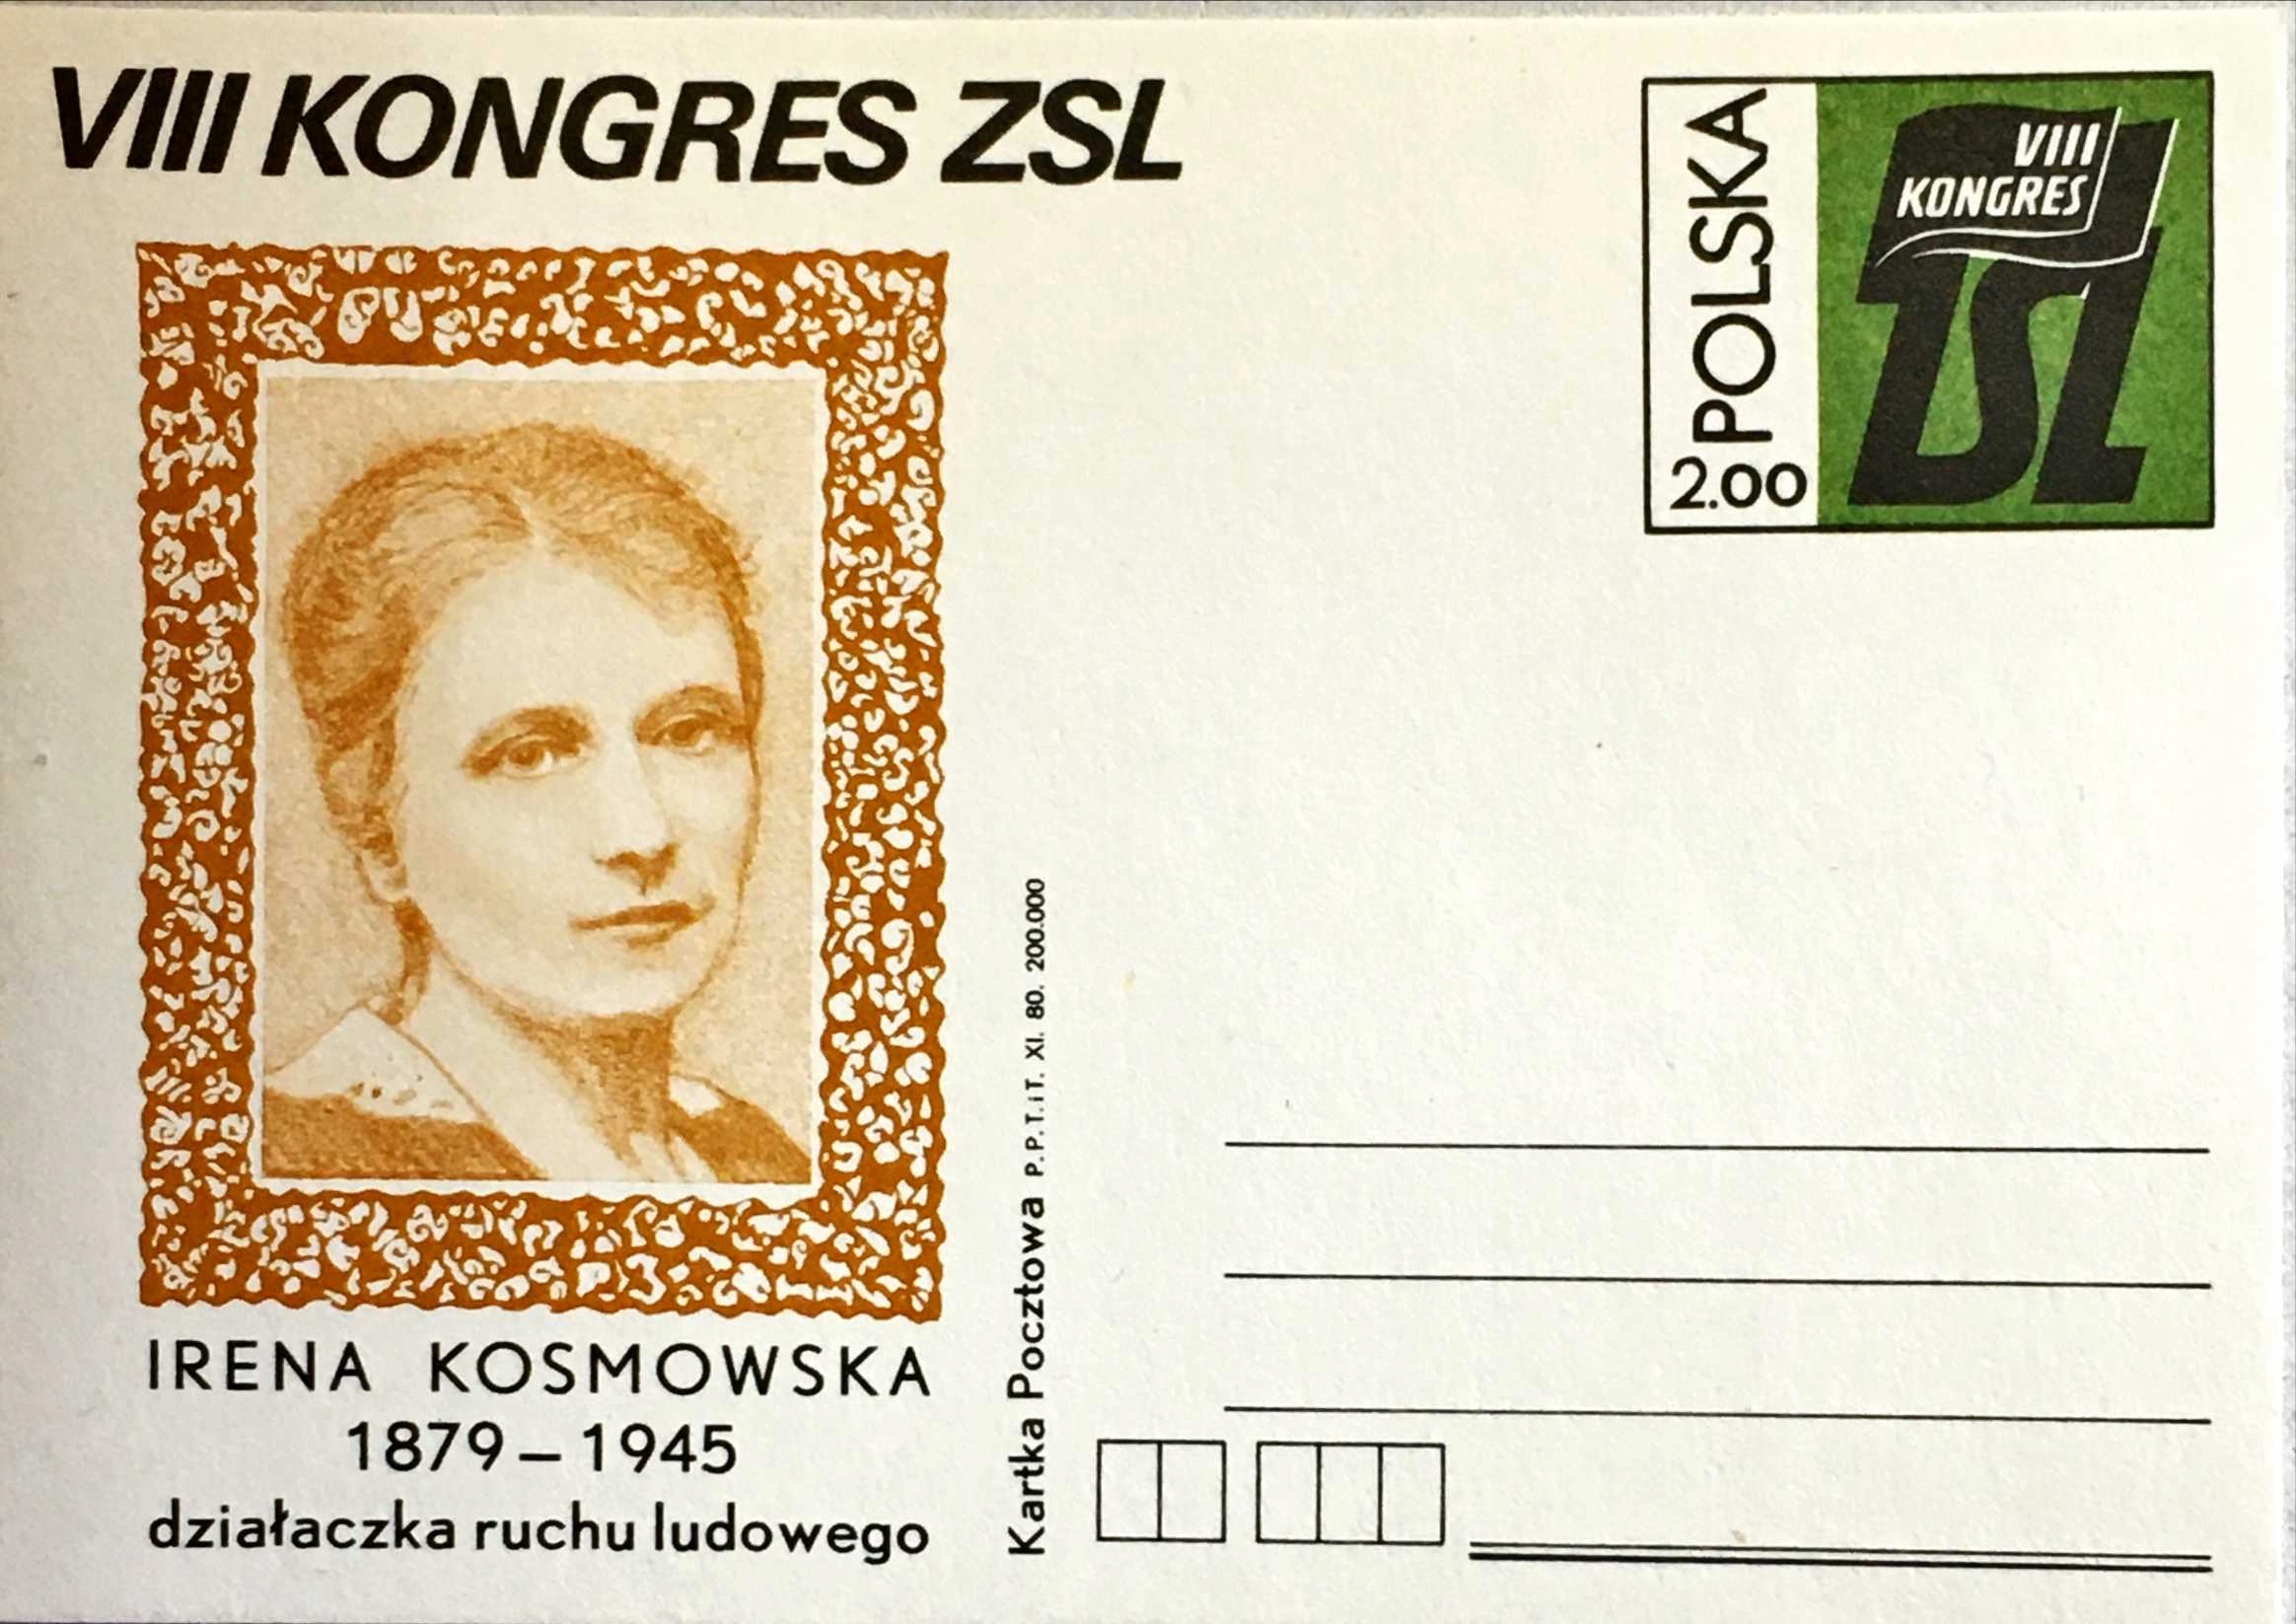 VIII KONGRES ZSL
POLSKA
2.00
VIII
KONGRES
ZSL
IRENA KOSMOWSKA
1879 – 1945
działaczka ruchu ludowego
Kartka Pocztowa P.P.T.iT. XI. 80. 200.000